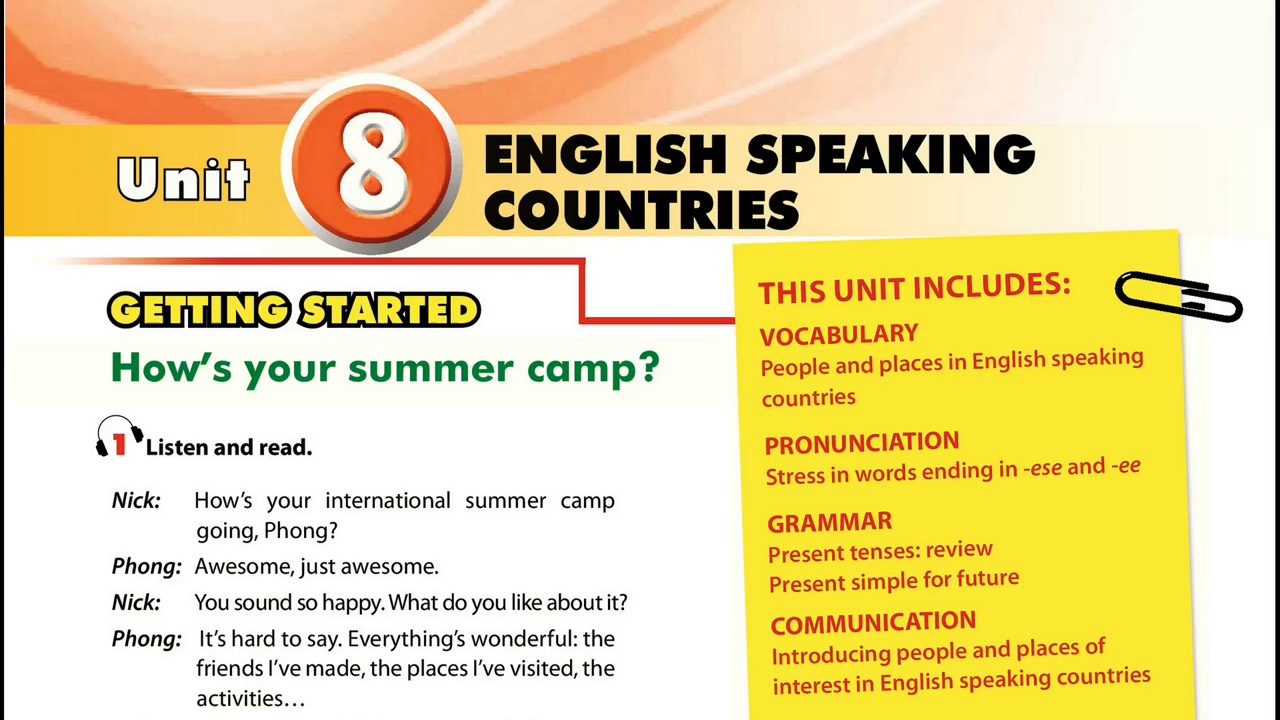 Unit 8 ENGLISH SPEAKING
COUNTRIES
GETTING STARTED
How's your summer camp?
1 Listen and read.
Nick: How's your international summer camp
going, Phong?
Phong: Awesome, just awesome.
Nick: You sound so happy. What do you like about it?
Phong: It's hard to say. Everything's wonderful: the
friends I've made, the places I've visited, the
activities…
THIS UNIT INCLUDES:
VOCABULARY
People and places in English speaking
countries
PRONUNCIATION
Stress in words ending in -ese and -ee
GRAMMAR
Present tenses: review
Present simple for future
COMMUNICATION
Introducing people and places of
interest in English speaking countries